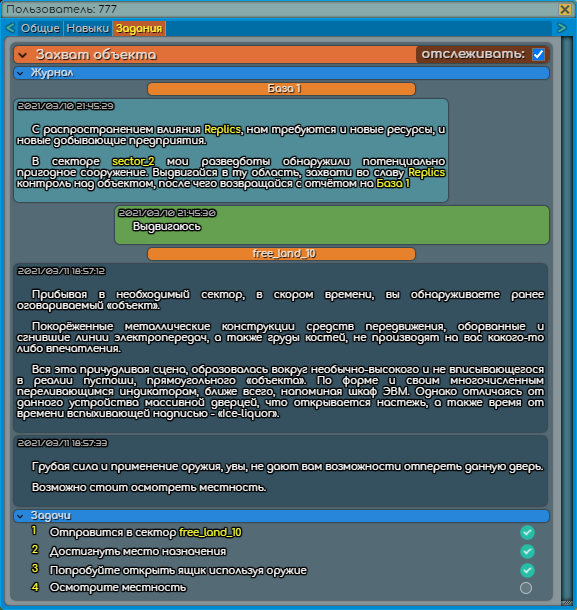 Пользователь: 777
Общие Навыки Задания
Захват объекта отслеживать:
Журнал
База 1
2021/03/10 21:45:29
С распространением влияния Replics, нам требуются и новые ресурсы, и
новые добывающие предприятия.
В секторе sector_2 мои разведботы обнаружили потенциально
пригодное сооружение. Выдвигайся в ту область, захвати во славу Replics
контроль над объектом, после чего возвращайся с отчётом на База 1
2021/03/10 21:45:30
Выдвигаюсь
free_land_10
2021/03/11 18:57:12
Прибывая в необходимый сектор, в скором времени, вы обнаруживаете ранее
оговариваемый «объект».
Покорёженные металлические конструкции средств передвижения, оборванные и
сгнившие линии электропередач, а также груды костей, не производят на вас какого-то
либо впечатления.
Вся эта причудливая сцена, образовалась вокруг необычно-высокого и не вписывающегося
в реалии пустоши, прямоугольного «объекта». По форме и своим многочисленным
переливающимся индикаторам, ближе всего, напоминая шкаф ЭВМ. Однако отличаясь от
данного устройства массивной дверцей, что открывается настежь, а также время от
времени вспыхивающей надписью - «Ice-liquor».
2021/03/11 18:57:33
Грубая сила и применение оружия, увы, не дают вам возможности отпереть данную дверь.
Возможно стоит осмотреть местность.
Задачи
1 Отправится в сектор free_land_10
2 Достигнуть место назначения
3 Попробуйте открыть ящик используя оружие
4 Осмотрите местность